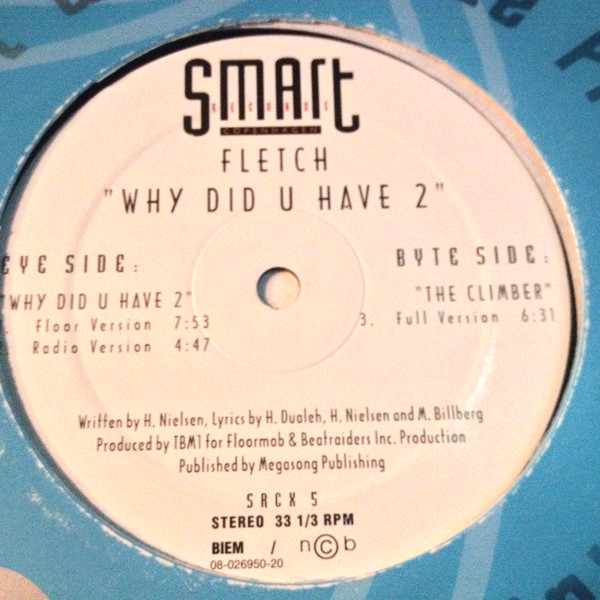 SMArt
RECORDS
COPENHAGEN
FLETCH
"WHY DID U HAVE 2"
EYE SIDE:
"WHY DID U HAVE 2"
Floor Version 7:53
Radio Version 4:47
BYTE SIDE:
"THE CLIMBER"
3. Full Version 6:31
Written by H. Nielsen, Lyrics by H. Dualeh, H. Nielsen and M. Billberg
Produced by TBM1 for Floormob & Beatraiders Inc. Production
Published by Megasong Publishing
SRCX 5
STEREO 33 1/3 RPM
BIEM / n©b
08-026950-20